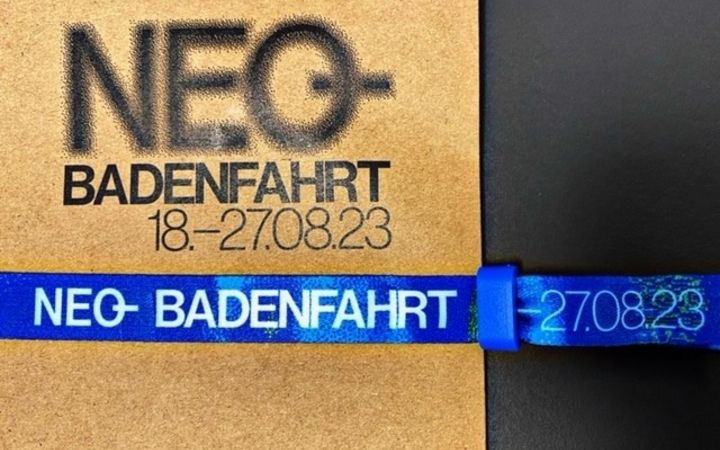 NEO-
BADENFAHRT
18.-27.08.23
NEO- BADENFAHRT -27.08.23